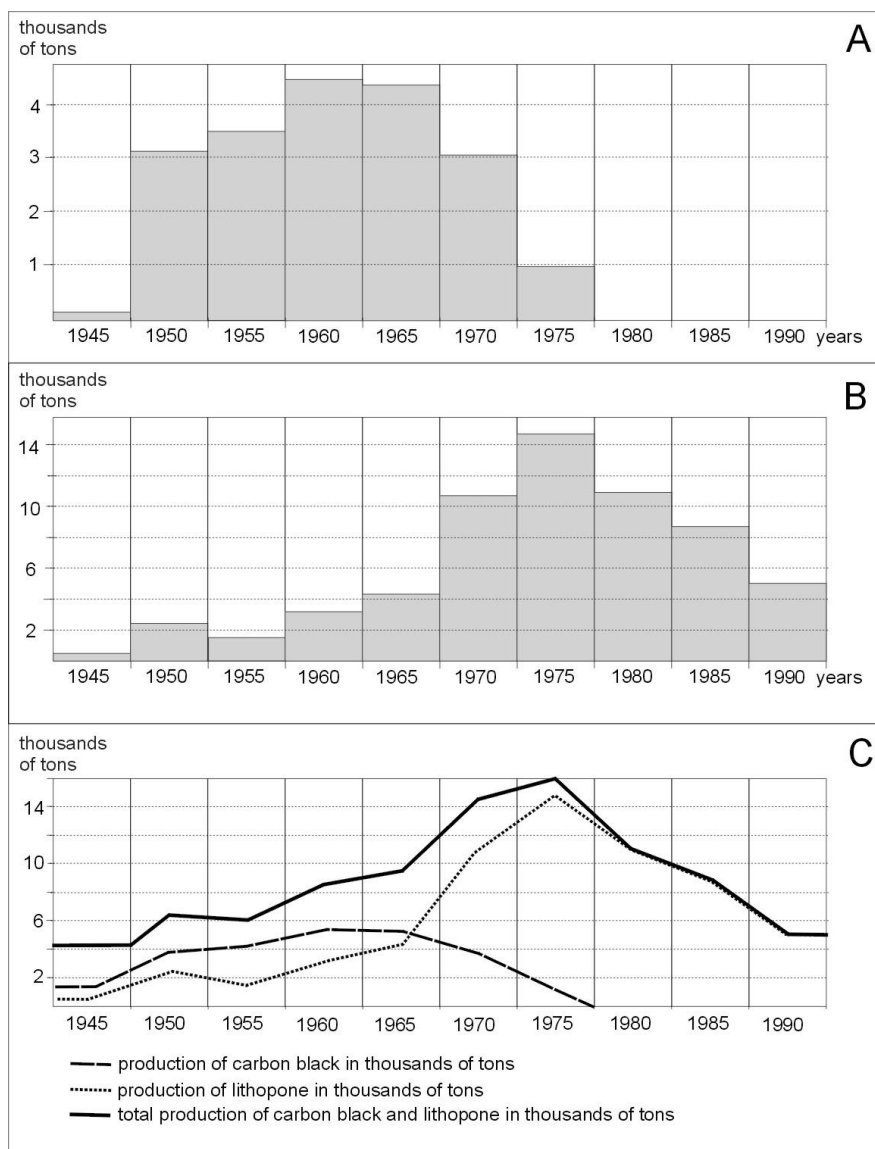 thousands
of tons
A
4
3
2
1
1945 1950 1955 1960 1965 1970 1975 1980 1985 1990 years
thousands
of tons
B
14
10
6
2
1945 1950 1955 1960 1965 1970 1975 1980 1985 1990 years
thousands
of tons
C
14
10
6
2
1945 1950 1955 1960 1965 1970 1975 1980 1985 1990
production of carbon black in thousands of tons
production of lithopone in thousands of tons
total production of carbon black and lithopone in thousands of tons